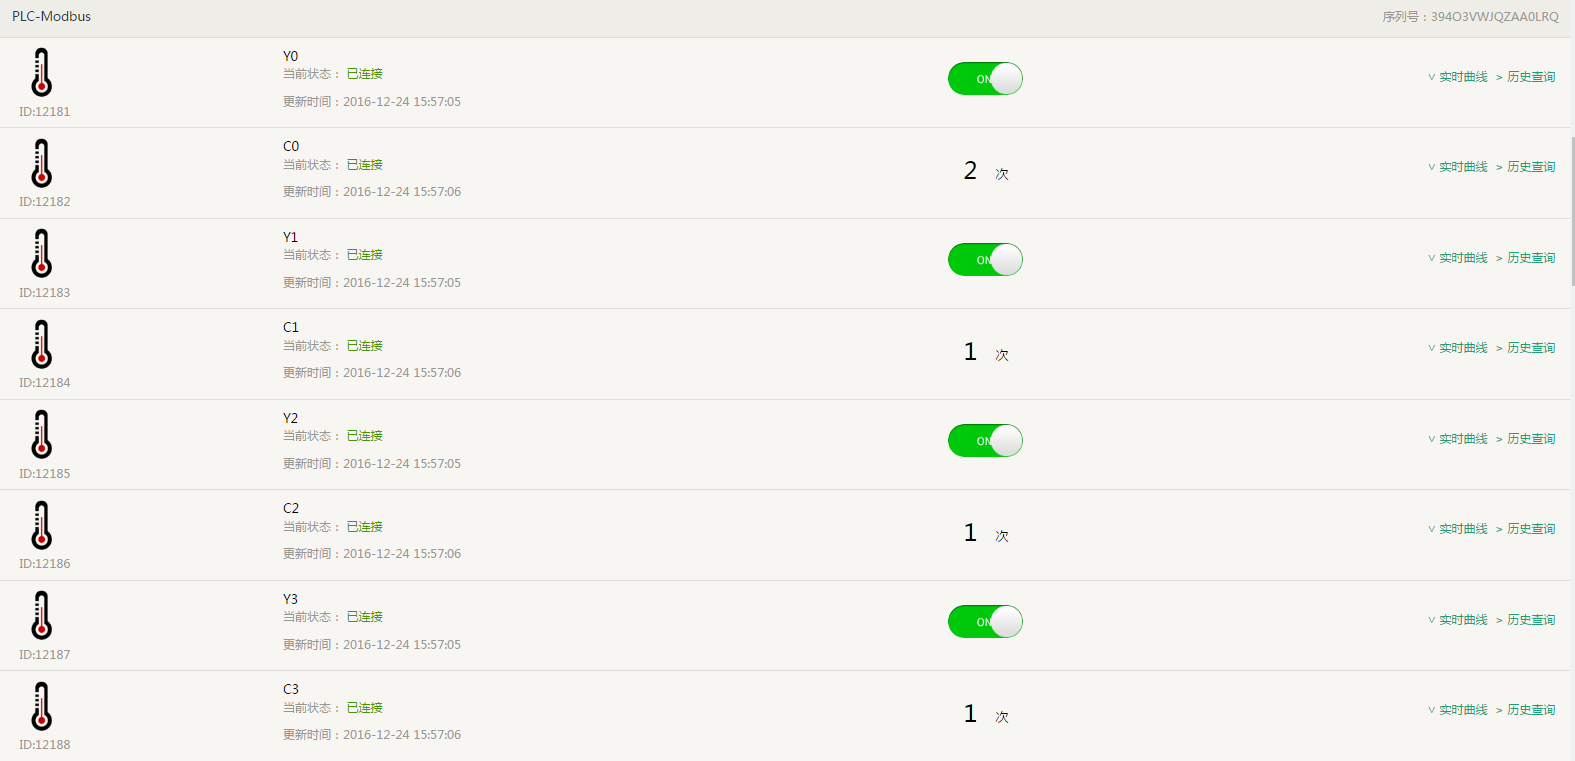 PLC-Modbus 序列号：394O3VWJQZAA0LRQ
Y0
当前状态： 已连接
ON
∨ 实时曲线 > 历史查询
更新时间：2016-12-24 15:57:05
ID:12181
C0
当前状态： 已连接
2 次
∨ 实时曲线 > 历史查询
更新时间：2016-12-24 15:57:06
ID:12182
Y1
当前状态： 已连接
ON
∨ 实时曲线 > 历史查询
更新时间：2016-12-24 15:57:05
ID:12183
C1
当前状态： 已连接
1 次
∨ 实时曲线 > 历史查询
更新时间：2016-12-24 15:57:06
ID:12184
Y2
当前状态： 已连接
ON
∨ 实时曲线 > 历史查询
更新时间：2016-12-24 15:57:05
ID:12185
C2
当前状态： 已连接
1 次
∨ 实时曲线 > 历史查询
更新时间：2016-12-24 15:57:06
ID:12186
Y3
当前状态： 已连接
ON
∨ 实时曲线 > 历史查询
更新时间：2016-12-24 15:57:05
ID:12187
C3
当前状态： 已连接
1 次
∨ 实时曲线 > 历史查询
更新时间：2016-12-24 15:57:06
ID:12188